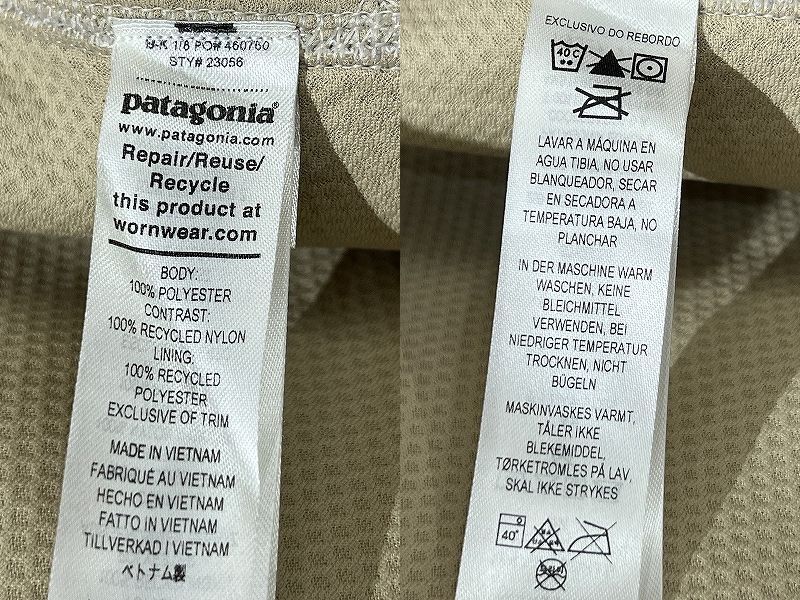 1/8 PO# 460760
STY# 23056
patagonia®
www.patagonia.com
Repair/Reuse/
Recycle
this product at
wornwear.com
BODY:
100% POLYESTER
CONTRAST:
100% RECYCLED NYLON
LINING:
100% RECYCLED
POLYESTER
EXCLUSIVE OF TRIM
MADE IN VIETNAM
FABRIQUÉ AU VIETNAM
HECHO EN VIETNAM
FATTO IN VIETNAM
TILLVERKAD I VIETNAM
ベトナム製
EXCLUSIVO DO REBORDO
40C
LAVAR A MÁQUINA EN
AGUA TIBIA, NO USAR
BLANQUEADOR, SECAR
EN SECADORA A
TEMPERATURA BAJA, NO
PLANCHAR
IN DER MASCHINE WARM
WASCHEN, KEINE
BLEICHMITTEL
VERWENDEN, BEI
NIEDRIGER TEMPERATUR
TROCKNEN, NICHT
BÜGELN
MASKINVASKES VARMT,
TÅLER IKKE
BLEKEMIDDEL,
TØRKETROMLES PÅ LAV,
SKAL IKKE STRYKES
40°